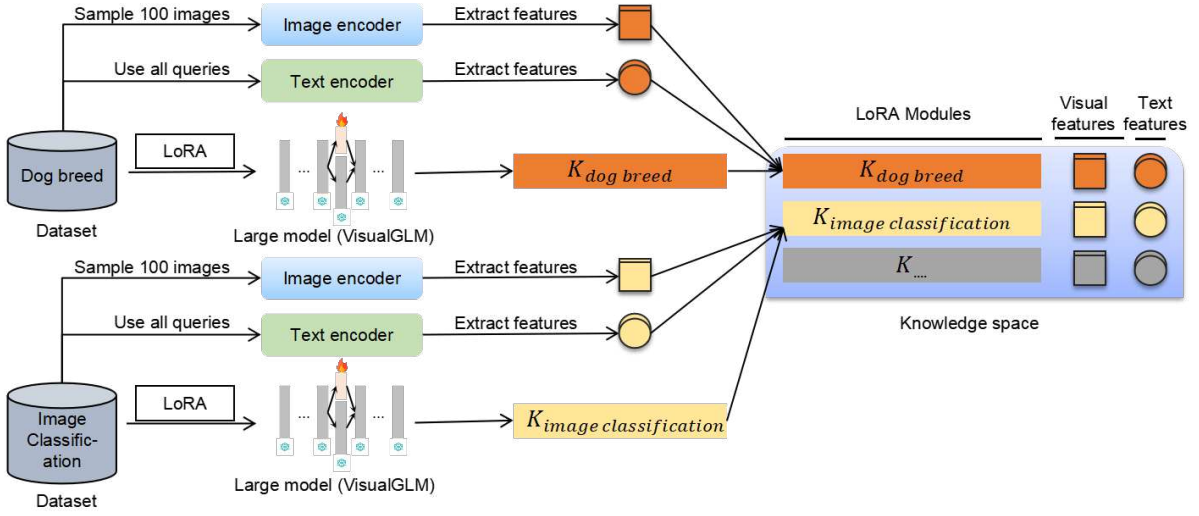 Sample 100 images
Image encoder
Extract features
Use all queries
Text encoder
Extract features
LoRA Modules
Visual features
Text features
Dog breed
LoRA
...
...
K_dog breed
K_dog breed
K_image classification
K_....
Dataset
Large model (VisualGLM)
Sample 100 images
Image encoder
Extract features
Knowledge space
Use all queries
Text encoder
Extract features
Image
Classific-
ation
LoRA
...
...
K_image classification
Dataset
Large model (VisualGLM)